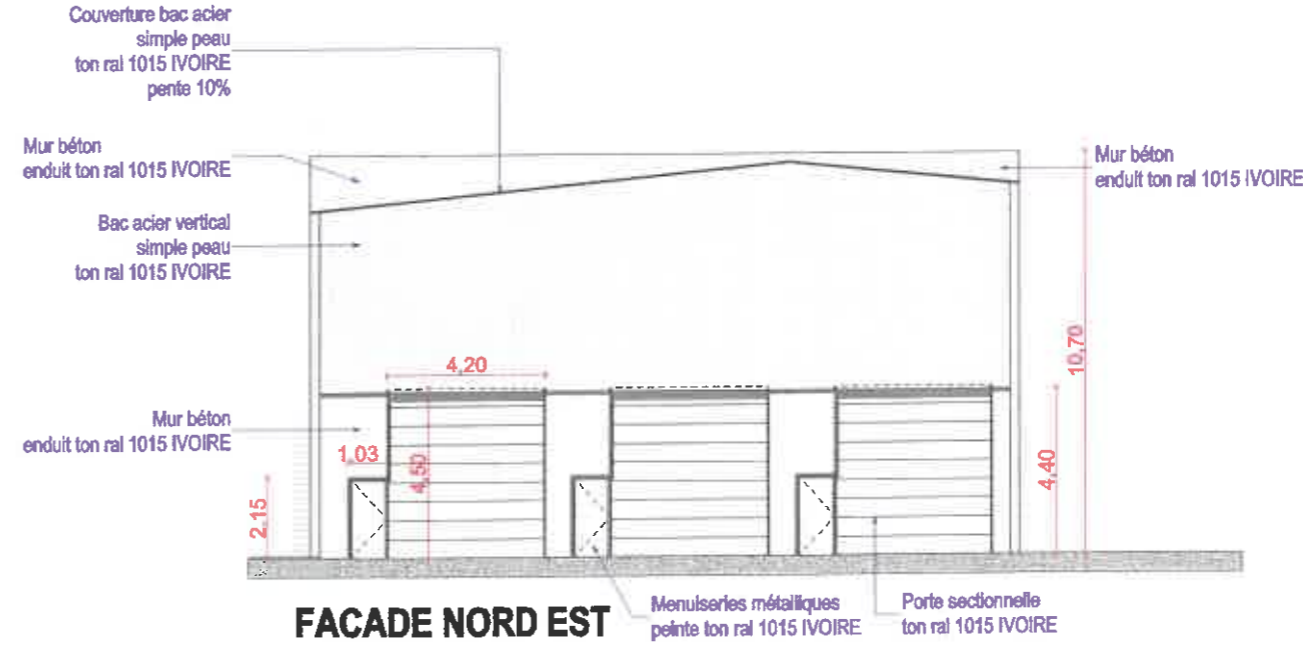 Couverture bac acier
simple peau
ton ral 1015 IVOIRE
pente 10%
Mur béton
enduit ton ral 1015 IVOIRE
Mur béton
enduit ton ral 1015 IVOIRE
Bac acier vertical
simple peau
ton ral 1015 IVOIRE
10,70
4,20
Mur béton
enduit ton ral 1015 IVOIRE
1,03
4,50
4,40
2,15
FACADE NORD EST
Menuiseries métalliques
peinte ton ral 1015 IVOIRE
Porte sectionnelle
ton ral 1015 IVOIRE